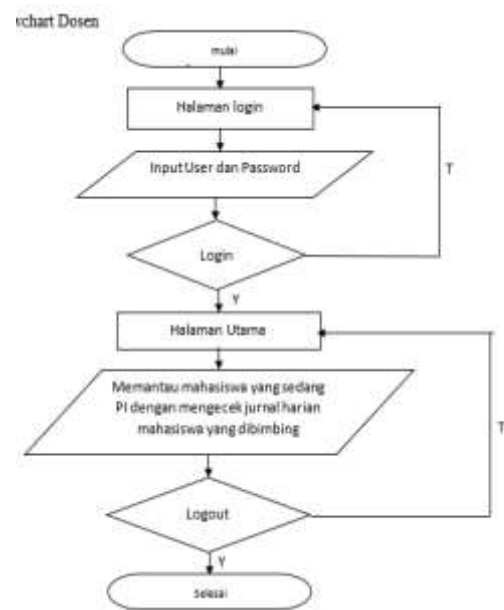 wchart Dosen
mulai
Halaman login
Input User dan Password
T
Login
Y
Halaman Utama
Memantau mahasiswa yang sedang
PI dengan mengecek jurnal harian
mahasiswa yang dibimbing
T
Logout
Y
Selesai